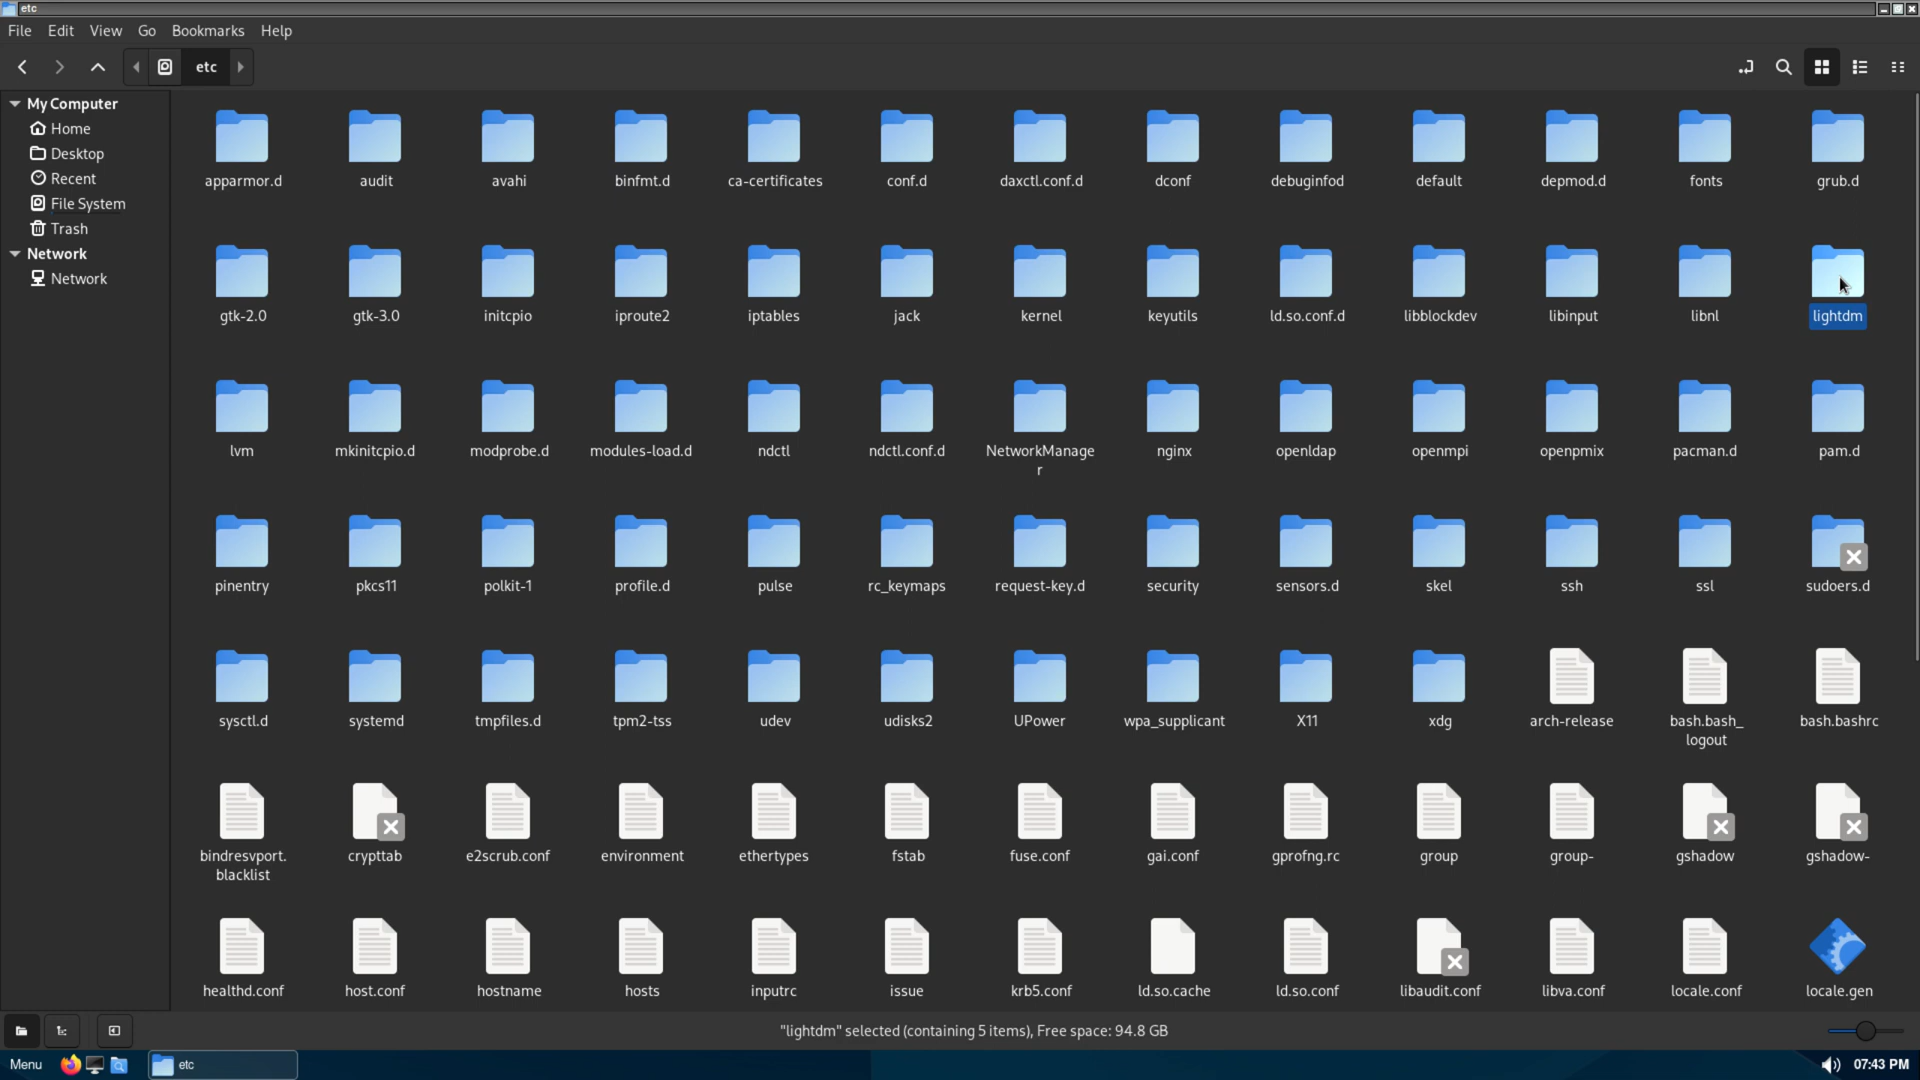 etc
File Edit View Go Bookmarks Help
etc
My Computer
Home
Desktop
Recent
File System
Trash
Network
Network
apparmor.d audit avahi binfmt.d ca-certificates conf.d daxctl.conf.d dconf debuginfod default depmod.d fonts grub.d
gtk-2.0 gtk-3.0 initcpio iproute2 iptables jack kernel keyutils ld.so.conf.d libblockdev libinput libnl lightdm
lvm mkinitcpio.d modprobe.d modules-load.d ndctl ndctl.conf.d NetworkManage nginx openldap openmpi openpmix pacman.d pam.d
r
pinentry pkcs11 polkit-1 profile.d pulse rc_keymaps request-key.d security sensors.d skel ssh ssl sudoers.d
sysctl.d systemd tmpfiles.d tpm2-tss udev udisks2 UPower wpa_supplicant X11 xdg arch-release bash.bash_ bash.bashrc
logout
bindresvport. crypttab e2scrub.conf environment ethertypes fstab fuse.conf gai.conf gprofng.rc group group- gshadow gshadow-
blacklist
healthd.conf host.conf hostname hosts inputrc issue krb5.conf ld.so.cache ld.so.conf libaudit.conf libva.conf locale.conf locale.gen
"lightdm" selected (containing 5 items), Free space: 94.8 GB
Menu etc 07:43 PM